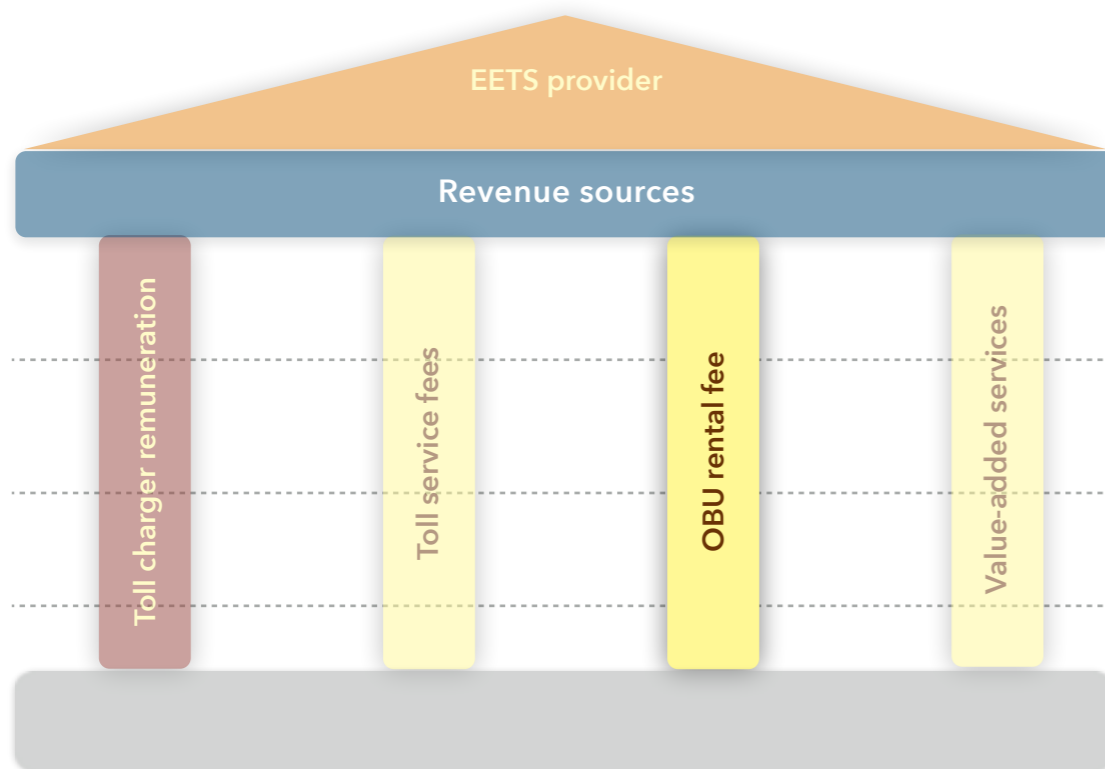 EETS provider
Revenue sources
Toll charger remuneration
Toll service fees
OBU rental fee
Value-added services